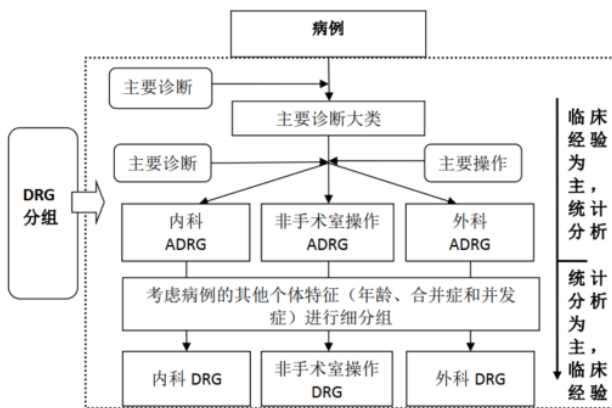 病例
主要诊断
主要诊断大类
主要诊断
主要操作
DRG
分组
内科
ADRG
非手术室操作
ADRG
外科
ADRG
考虑病例的其他个体特征（年龄、合并症和并发
症）进行细分组
内科 DRG
非手术室操作
DRG
外科 DRG
临床
经验
为
主，
统计
分析
统计
分析
为
主，
临床
经验